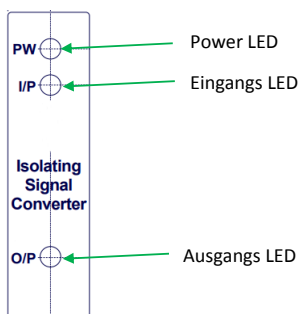 PW
Power LED
I/P
Eingangs LED
Isolating
Signal
Converter
O/P
Ausgangs LED